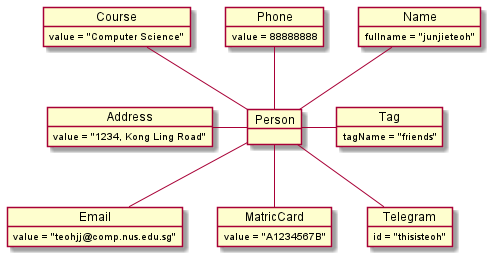 Course
value = "Computer Science"
Phone
value = 88888888
Name
fullname = "junjieteoh"
Address
value = "1234, Kong Ling Road"
Person
Tag
tagName = "friends"
Email
value = "teohjj@comp.nus.edu.sg"
MatricCard
value = "A1234567B"
Telegram
id = "thisisteoh"